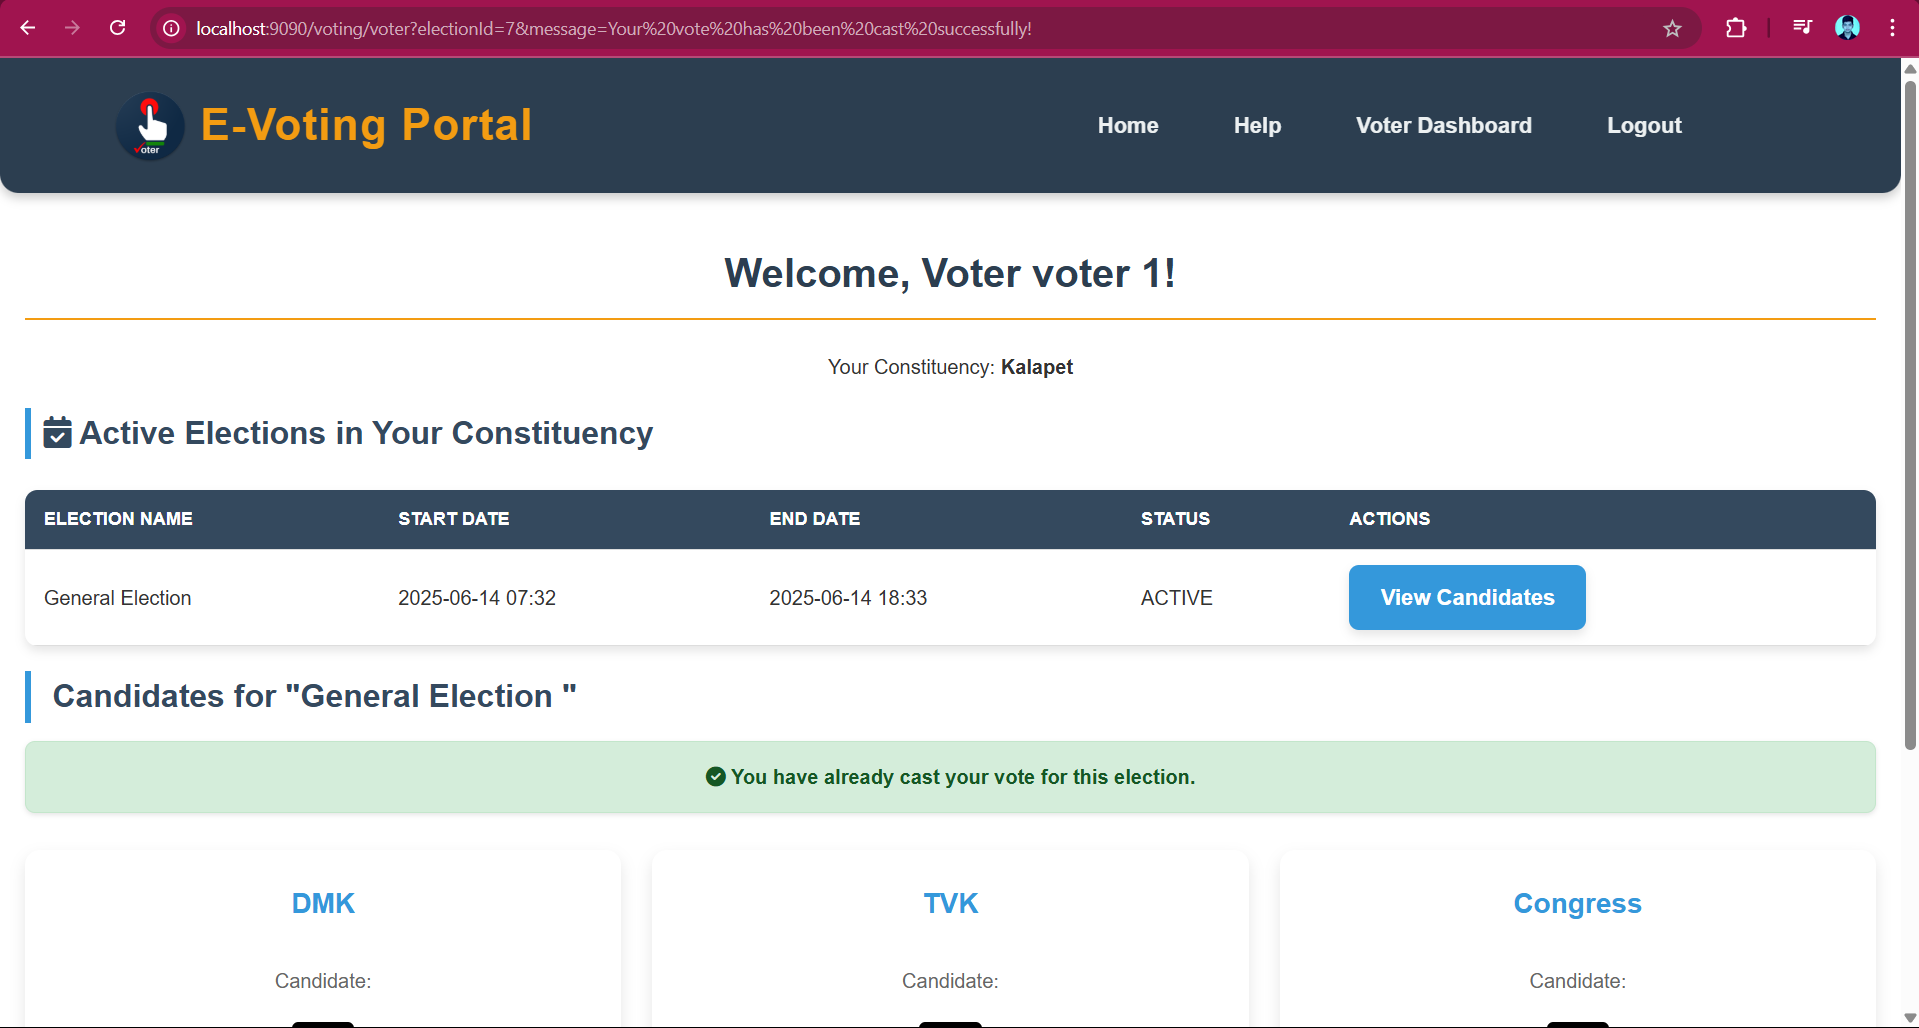 localhost:9090/voting/voter?electionId=7&message=Your%20vote%20has%20been%20cast%20successfully!
Voter
E-Voting Portal
Home Help Voter Dashboard Logout
Welcome, Voter voter 1!
Your Constituency: Kalapet
Active Elections in Your Constituency
ELECTION NAME START DATE END DATE STATUS ACTIONS
General Election 2025-06-14 07:32 2025-06-14 18:33 ACTIVE View Candidates
Candidates for "General Election "
You have already cast your vote for this election.
DMK TVK Congress
Candidate: Candidate: Candidate: